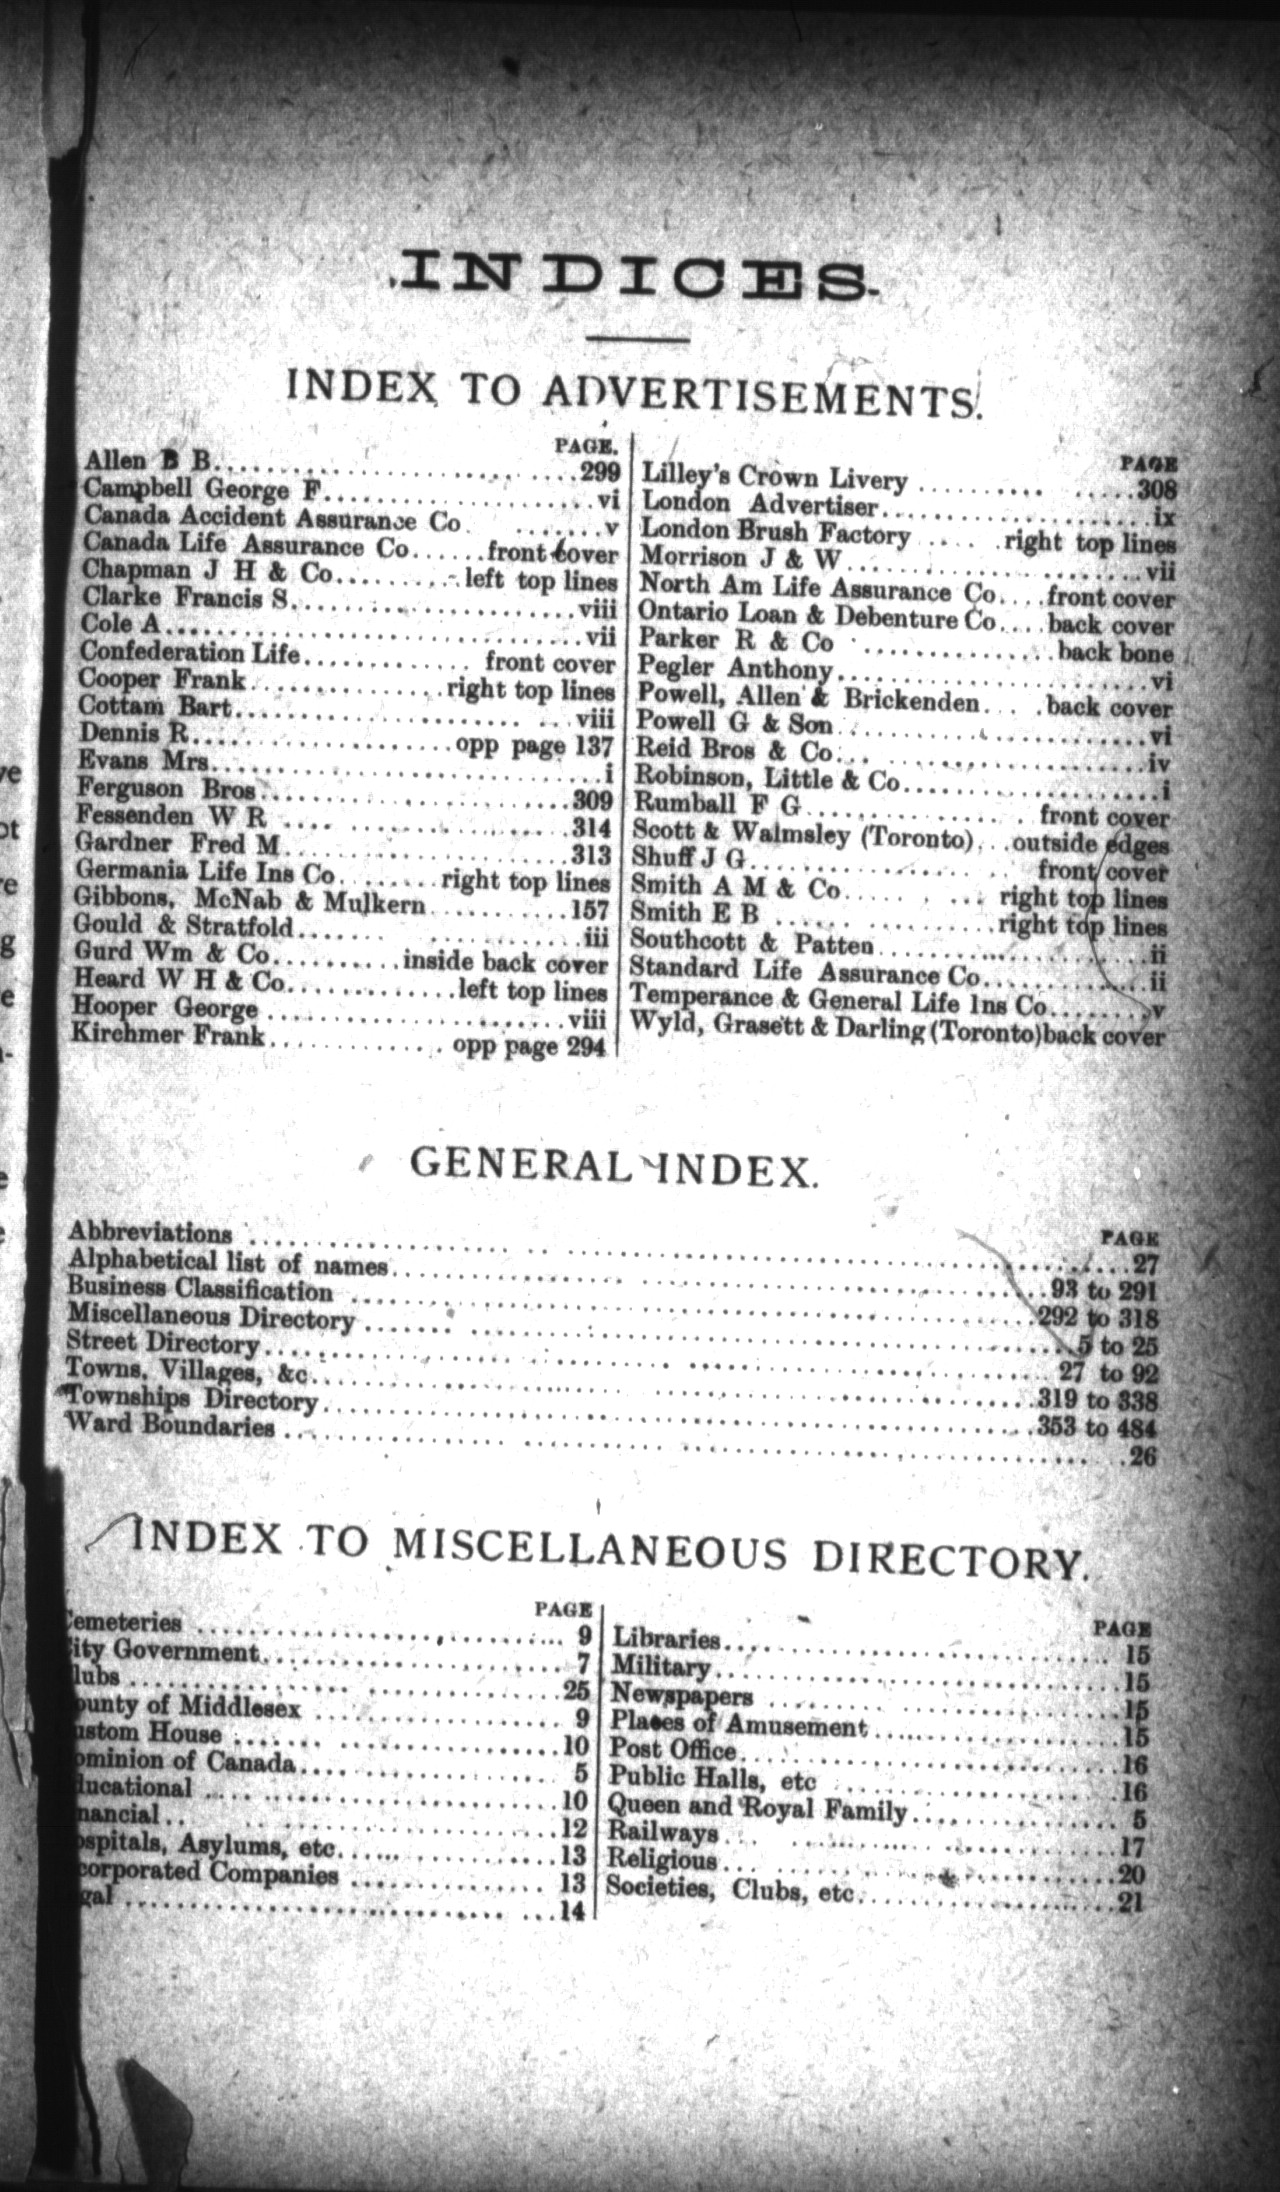 INDICES.
INDEX TO ADVERTISEMENTS.
PAGE.
Allen B B 299
Campbell George F vi
Canada Accident Assurance Co v
Canada Life Assurance Co front cover
Chapman J H & Co left top lines
Clarke Francis S viii
Cole A vii
Confederation Life front cover
Cooper Frank right top lines
Cottam Bart viii
Dennis R opp page 137
Evans Mrs i
Ferguson Bros 309
Fessenden W R 314
Gardner Fred M 313
Germania Life Ins Co right top lines
Gibbons, McNab & Mulkern 157
Gould & Stratfold iii
Gurd Wm & Co inside back cover
Heard W H & Co left top lines
Hooper George viii
Kirchmer Frank opp page 294
PAGE
Lilley's Crown Livery 308
London Advertiser ix
London Brush Factory right top lines
Morrison J & W vii
North Am Life Assurance Co front cover
Ontario Loan & Debenture Co back cover
Parker R & Co back bone
Pegler Anthony vi
Powell, Allen & Brickenden back cover
Powell G & Son vi
Reid Bros & Co iv
Robinson, Little & Co i
Rumball F G front cover
Scott & Walmsley (Toronto) outside edges
Shuff J G front cover
Smith A M & Co right top lines
Smith E B right top lines
Southcott & Patten ii
Standard Life Assurance Co ii
Temperance & General Life Ins Co v
Wyld, Grasett & Darling (Toronto) back cover
GENERAL INDEX.
PAGE
Abbreviations 27
Alphabetical list of names 93 to 291
Business Classification 292 to 318
Miscellaneous Directory 5 to 25
Street Directory 27 to 92
Towns, Villages, &c 319 to 338
Townships Directory 353 to 484
Ward Boundaries 26
INDEX TO MISCELLANEOUS DIRECTORY.
PAGE
emeteries 9
ity Government 7
lubs 25
ounty of Middlesex 9
ustom House 10
ominion of Canada 5
ducational 10
nancial 12
ospitals, Asylums, etc 13
corporated Companies 13
gal 14
PAGE
Libraries 15
Military 15
Newspapers 15
Places of Amusement 15
Post Office 16
Public Halls, etc 16
Queen and Royal Family 5
Railways 17
Religious 20
Societies, Clubs, etc 21